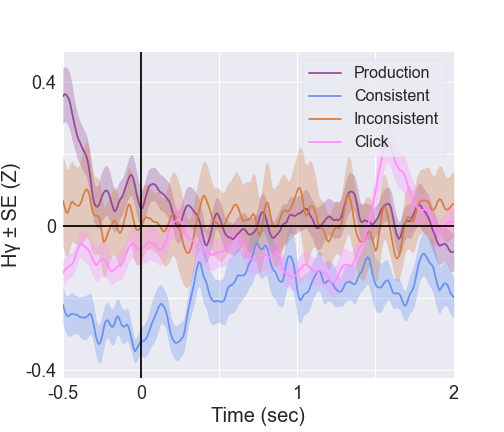 Production
Consistent
Inconsistent
Click
Hγ ± SE (Z)
0.4
0
-0.4
-0.5
0
1
2
Time (sec)